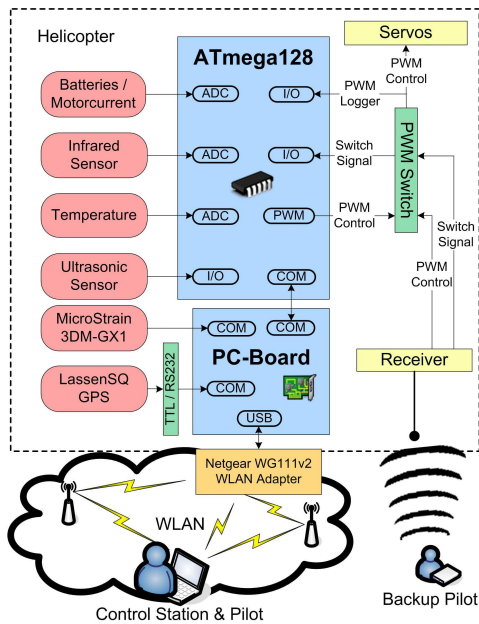 Helicopter
ATmega128
Servos
Batteries /
Motorcurrent
ADC
I/O
PWM
Logger
PWM
Control
Infrared
Sensor
ADC
I/O
Switch
Signal
PWM Switch
Temperature
ADC
PWM
PWM
Control
Switch
Signal
PWM
Control
Ultrasonic
Sensor
I/O
COM
MicroStrain
3DM-GX1
COM
COM
PC-Board
Receiver
LassenSQ
GPS
TTL / RS232
COM
USB
Netgear WG111v2
WLAN Adapter
WLAN
Control Station & Pilot
Backup Pilot